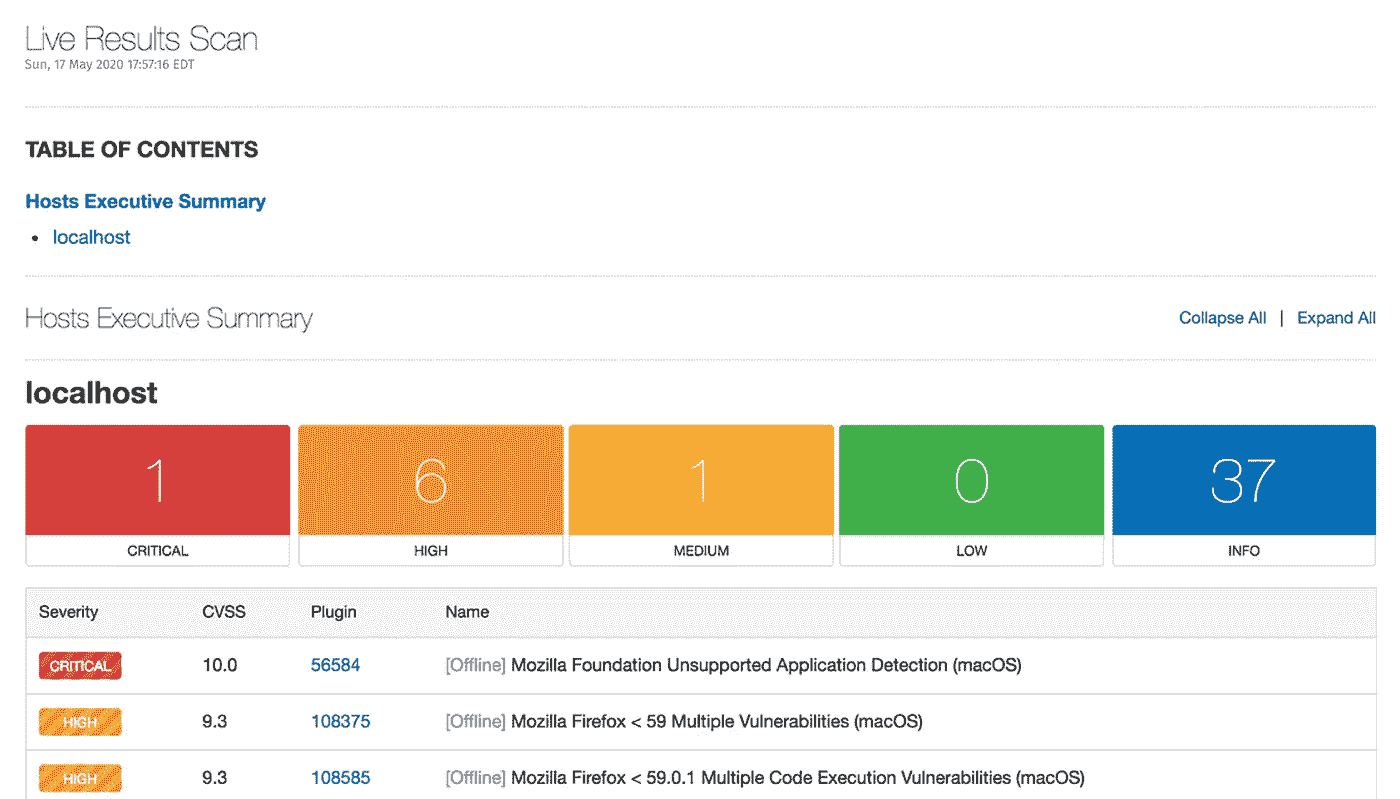 Live Results Scan
Sun, 17 May 2020 17:57:16 EDT
TABLE OF CONTENTS
Hosts Executive Summary
• localhost
Hosts Executive Summary Collapse All | Expand All
localhost
1 6 1 0 37
CRITICAL HIGH MEDIUM LOW INFO
Severity CVSS Plugin Name
CRITICAL 10.0 56584 [Offline] Mozilla Foundation Unsupported Application Detection (macOS)
HIGH 9.3 108375 [Offline] Mozilla Firefox < 59 Multiple Vulnerabilities (macOS)
HIGH 9.3 108585 [Offline] Mozilla Firefox < 59.0.1 Multiple Code Execution Vulnerabilities (macOS)